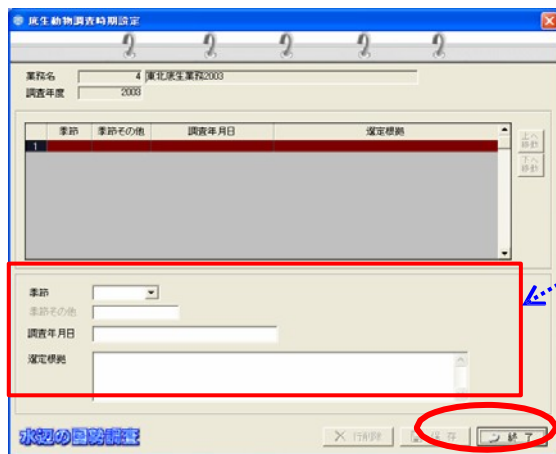 底生動物調査時期設定
業務名 4 東北底生業務2003
調査年度 2003
季節 季節その他 調査年月日 選定根拠
1
上へ移動
下へ移動
季節
季節その他
調査年月日
選定根拠
水辺の国勢調査
行削除 保存 終了